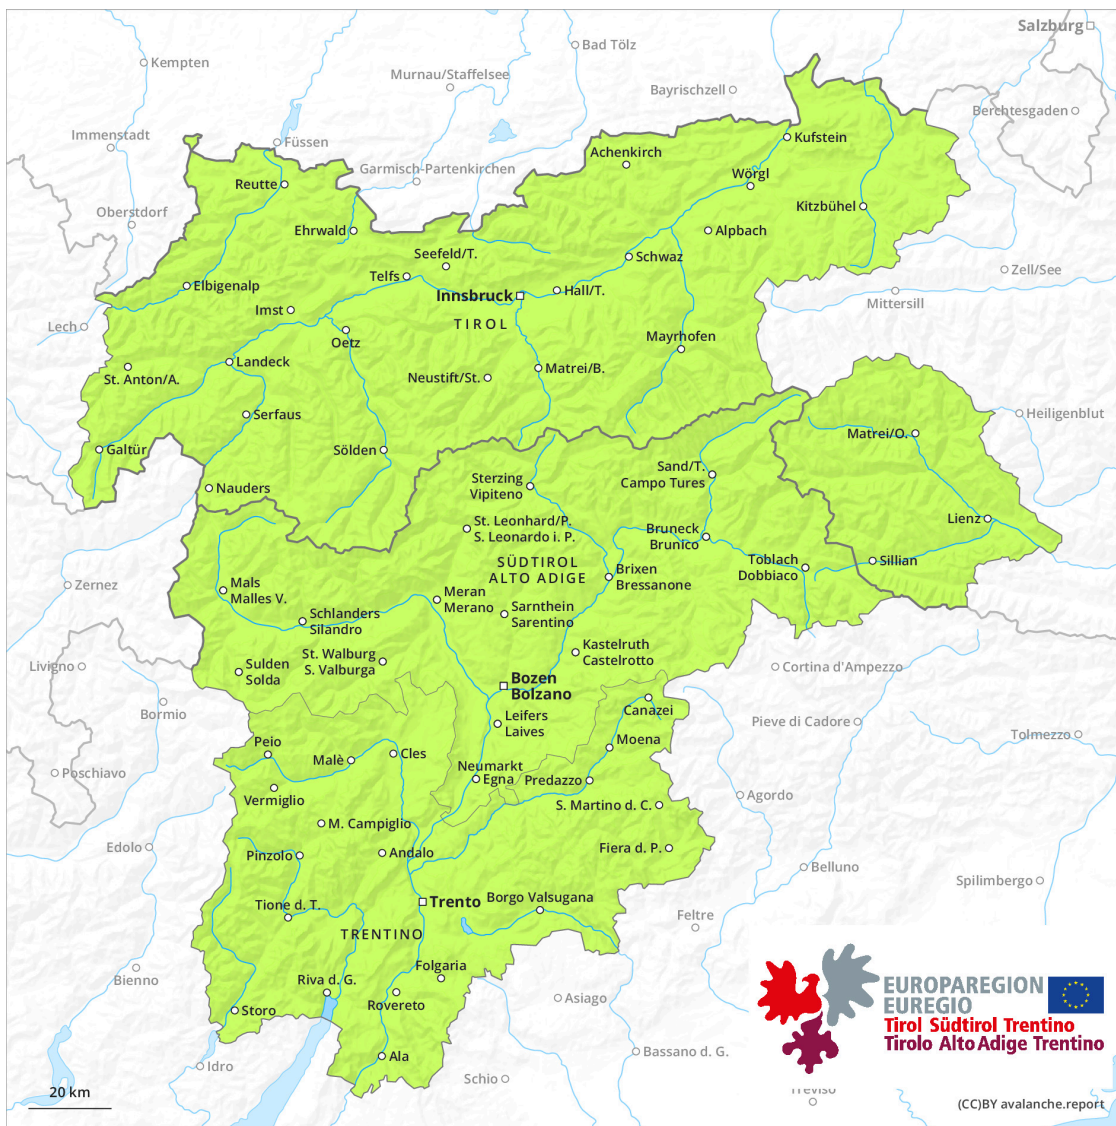 Salzburg
Bad Tölz
Kempten
Murnau/Staffelsee
Bayrischzell
Berchtesgaden
Immenstadt
Füssen
Kufstein
Achenkirch
Garmisch-Partenkirchen
Wörgl
Reutte
Oberstdorf
Kitzbühel
Ehrwald
Alpbach
Seefeld/T.
Schwaz
Telfs
Zell/See
Elbigenalp
Innsbruck
Hall/T.
Mittersill
Imst
TIROL
Lech
Oetz
Mayrhofen
Landeck
Matrei/B.
St. Anton/A.
Neustift/St.
Serfaus
Heiligenblut
Matrei/O.
Galtür
Sölden
Sand/T.
Campo Tures
Sterzing
Vipiteno
Nauders
St. Leonhard/P.
S. Leonardo i. P.
Lienz
Bruneck
Brunico
SÜDTIROL
ALTO ADIGE
Toblach
Dobbiaco
Sillian
Brixen
Bressanone
Zernez
Mals
Malles V.
Meran
Merano
Sarnthein
Sarentino
Schlanders
Silandro
Kastelruth
Castelrotto
St. Walburg
S. Valburga
Livigno
Sulden
Solda
Cortina d'Ampezzo
Bozen
Bolzano
Bormio
Canazei
Leifers
Laives
Pieve di Cadore
Tolmezzo
Peio
Moena
Malè
Cles
Neumarkt
Egna
Predazzo
Poschiavo
Vermiglio
Agordo
S. Martino d. C.
M. Campiglio
Edolo
Pinzolo
Andalo
Fiera d. P.
Belluno
Spilimbergo
Tione d. T.
Trento
Borgo Valsugana
Feltre
TRENTINO
Folgaria
Bienno
Riva d. G.
Rovereto
Asiago
Storo
EUROPAREGION
EUREGIO
Tirol Südtirol Trentino
Tirolo Alto Adige Trentino
Ala
Idro
Bassano d. G.
Schio
Treviso
20 km
(CC)BY avalanche.report